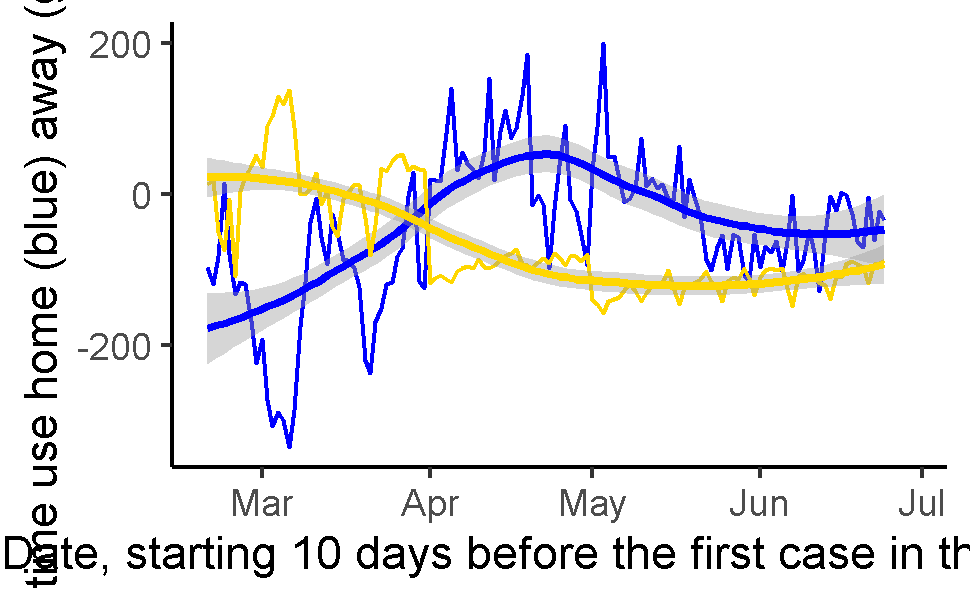 time use home (blue) away (
200
0
-200
Mar Apr May Jun Jul
Date, starting 10 days before the first case in th